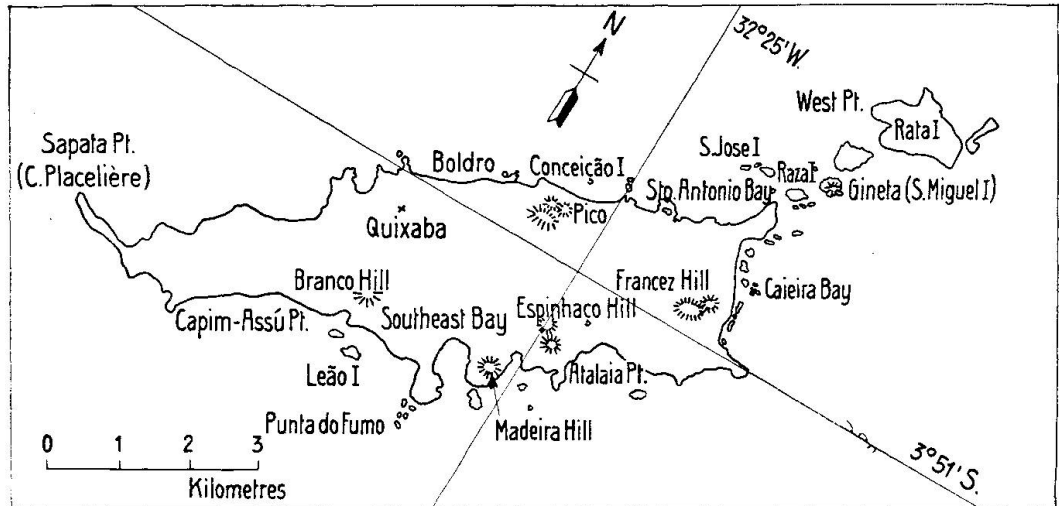 N
32°25'W.
West Pt.
Rata I
Sapata Pt.
(C. Placelière)
Boldro
Conceição I
S. Jose I
Raza I
Sto. Antonio Bay
Gineta (S. Miguel I)
Pico
Quixaba
Branco Hill
Francez Hill
Caieira Bay
Capim-Assú Pt.
Southeast Bay
Espinhaço Hill
Leão I
Atalaia Pt.
Punta do Fumo
Madeira Hill
0 1 2 3
Kilometres
3°51'S.